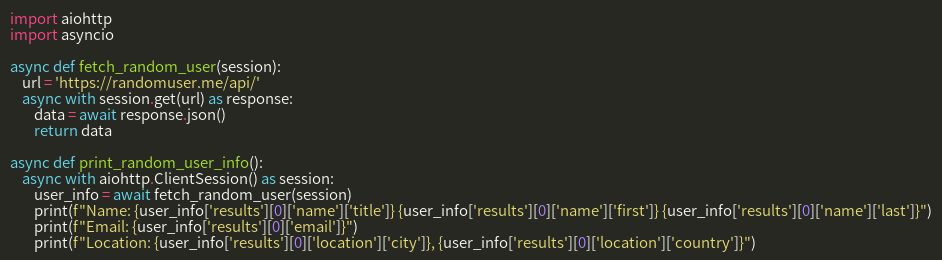 import aiohttp
import asyncio

async def fetch_random_user(session):
    url = 'https://randomuser.me/api/'
    async with session.get(url) as response:
        data = await response.json()
        return data

async def print_random_user_info():
    async with aiohttp.ClientSession() as session:
        user_info = await fetch_random_user(session)
        print(f"Name: {user_info['results'][0]['name']['title']} {user_info['results'][0]['name']['first']} {user_info['results'][0]['name']['last']}")
        print(f"Email: {user_info['results'][0]['email']}")
        print(f"Location: {user_info['results'][0]['location']['city']}, {user_info['results'][0]['location']['country']}")